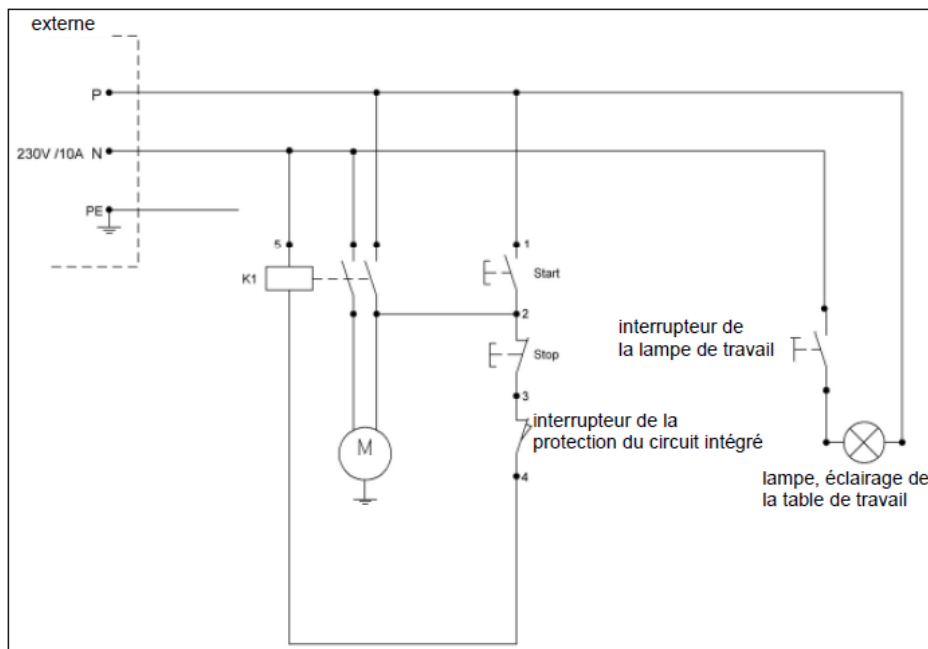 externe
P
230V /10A N
PE
5
1
K1
Start
2
interrupteur de
la lampe de travail
Stop
3
interrupteur de la
protection du circuit intégré
M
4
lampe, éclairage de
la table de travail